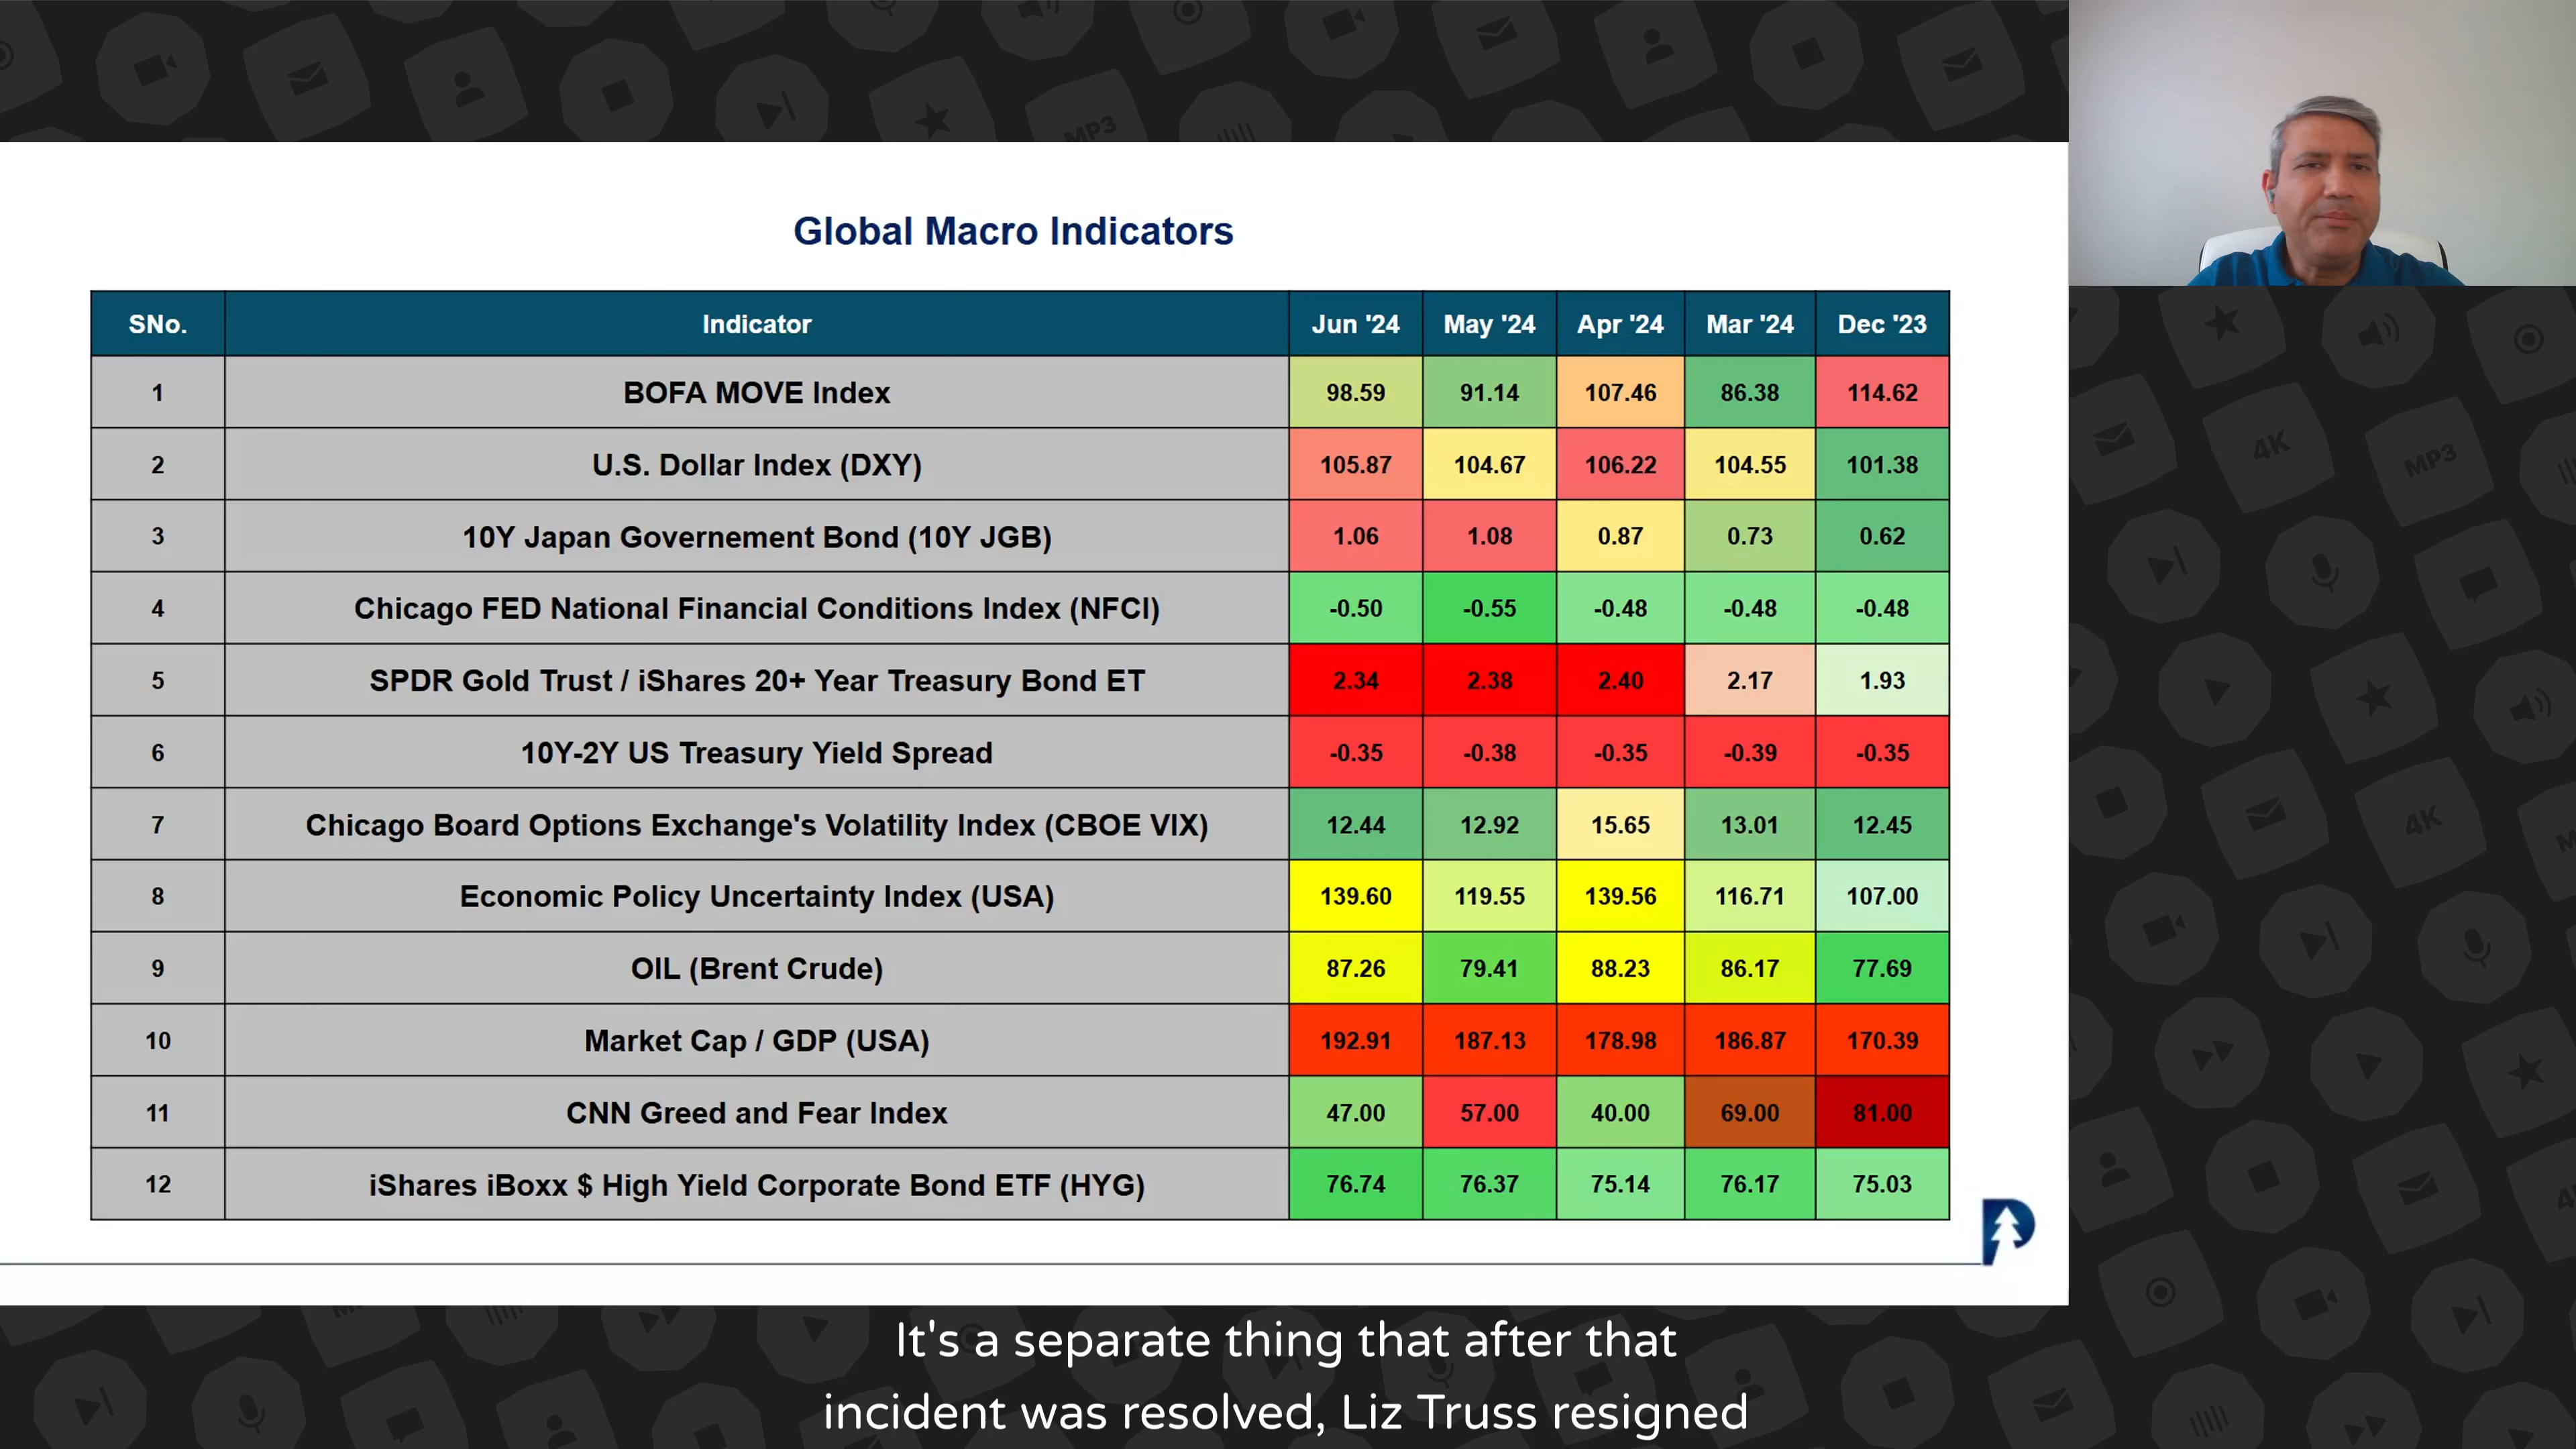 Global Macro Indicators
SNo. Indicator Jun '24 May '24 Apr '24 Mar '24 Dec '23
1 BOFA MOVE Index 98.59 91.14 107.46 86.38 114.62
2 U.S. Dollar Index (DXY) 105.87 104.67 106.22 104.55 101.38
3 10Y Japan Governement Bond (10Y JGB) 1.06 1.08 0.87 0.73 0.62
4 Chicago FED National Financial Conditions Index (NFCI) -0.50 -0.55 -0.48 -0.48 -0.48
5 SPDR Gold Trust / iShares 20+ Year Treasury Bond ET 2.34 2.38 2.40 2.17 1.93
6 10Y-2Y US Treasury Yield Spread -0.35 -0.38 -0.35 -0.39 -0.35
7 Chicago Board Options Exchange's Volatility Index (CBOE VIX) 12.44 12.92 15.65 13.01 12.45
8 Economic Policy Uncertainty Index (USA) 139.60 119.55 139.56 116.71 107.00
9 OIL (Brent Crude) 87.26 79.41 88.23 86.17 77.69
10 Market Cap / GDP (USA) 192.91 187.13 178.98 186.87 170.39
11 CNN Greed and Fear Index 47.00 57.00 40.00 69.00 81.00
12 iShares iBoxx $ High Yield Corporate Bond ETF (HYG) 76.74 76.37 75.14 76.17 75.03
It's a separate thing that after that
incident was resolved, Liz Truss resigned
MP3
4K
MP3
4K